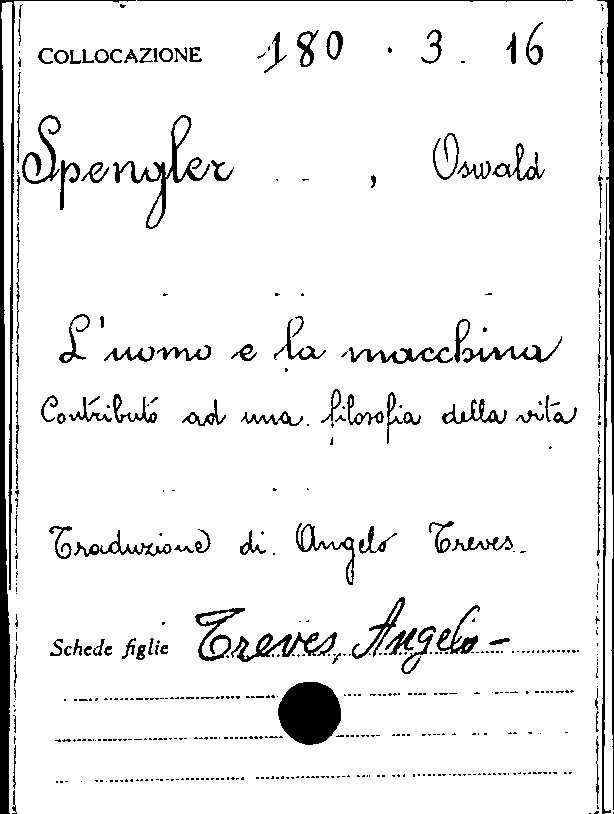 COLLOCAZIONE 180 . 3 . 16
Spengler , Oswald
L'uomo e la macchina
Contributo ad una filosofia della vita
Traduzione di Angelo Treves.
Schede figlie Treves, Angelo -